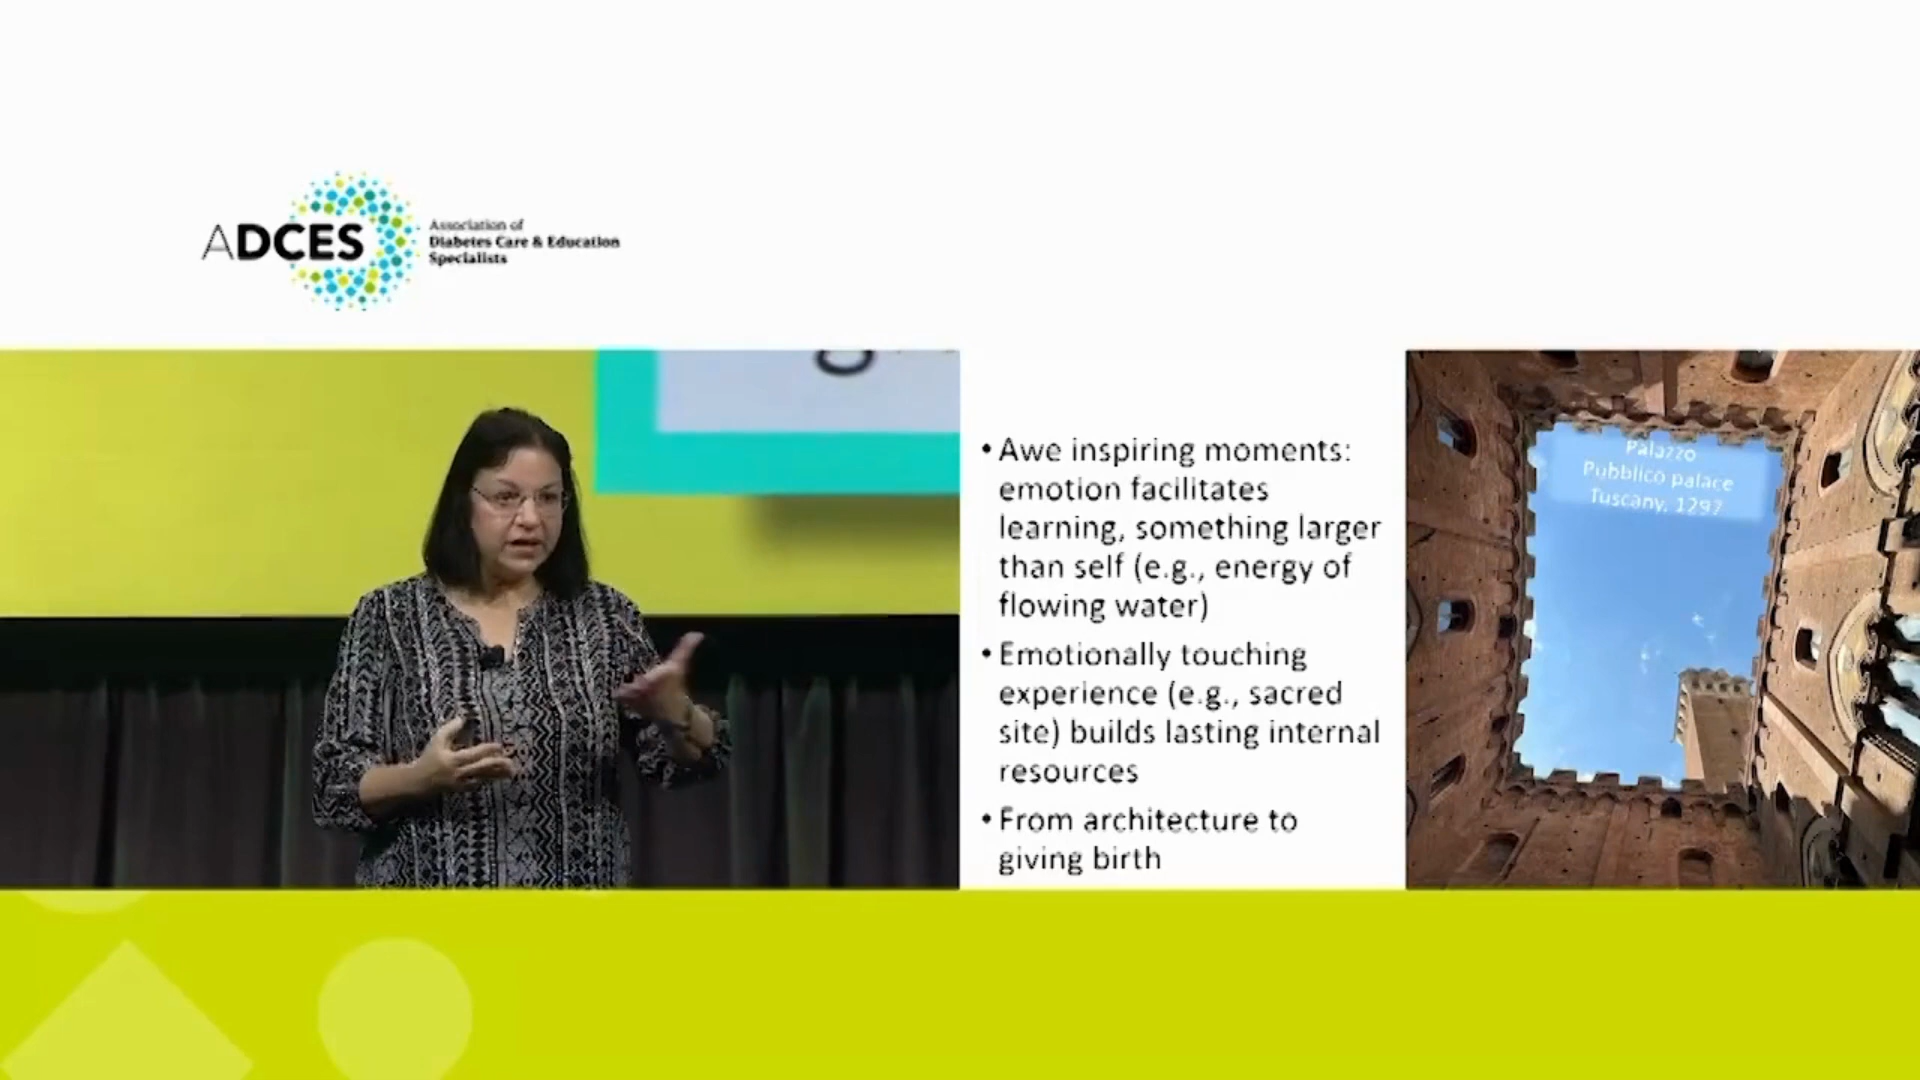 ADCES
Association of
Diabetes Care & Education
Specialists
• Awe inspiring moments:
emotion facilitates
learning, something larger
than self (e.g., energy of
flowing water)
• Emotionally touching
experience (e.g., sacred
site) builds lasting internal
resources
• From architecture to
giving birth
Palazzo
Pubblico palace
Tuscany, 1297